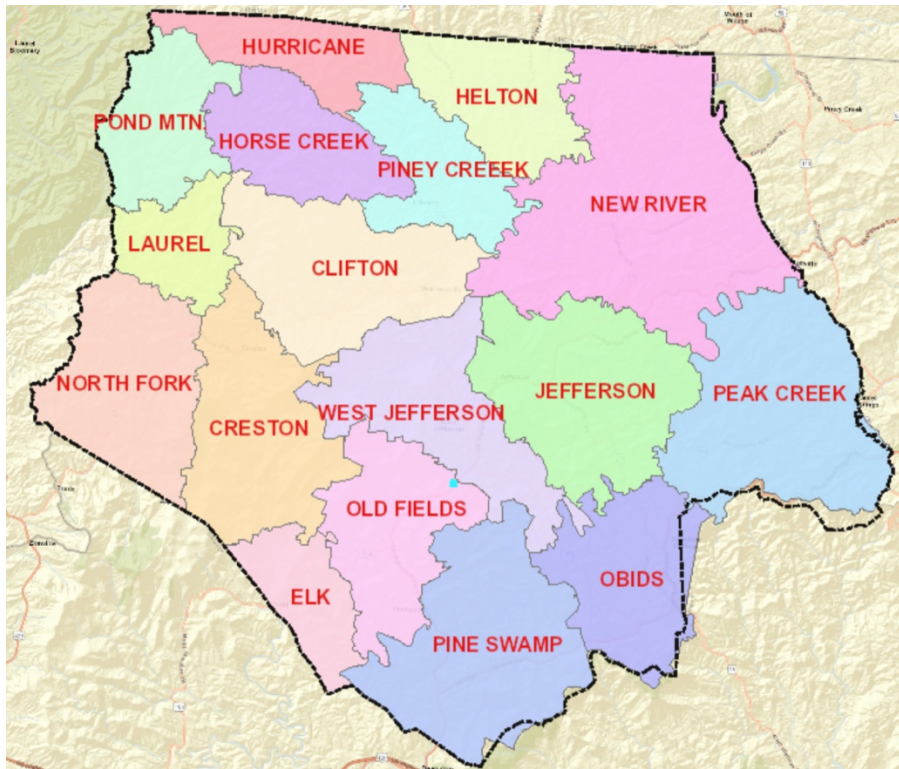 HURRICANE
HELTON
POND MTN.
HORSE CREEK
PINEY CREEEK
NEW RIVER
LAUREL
CLIFTON
NORTH FORK
CRESTON
WEST JEFFERSON
JEFFERSON
PEAK CREEK
OLD FIELDS
OBIDS
ELK
PINE SWAMP